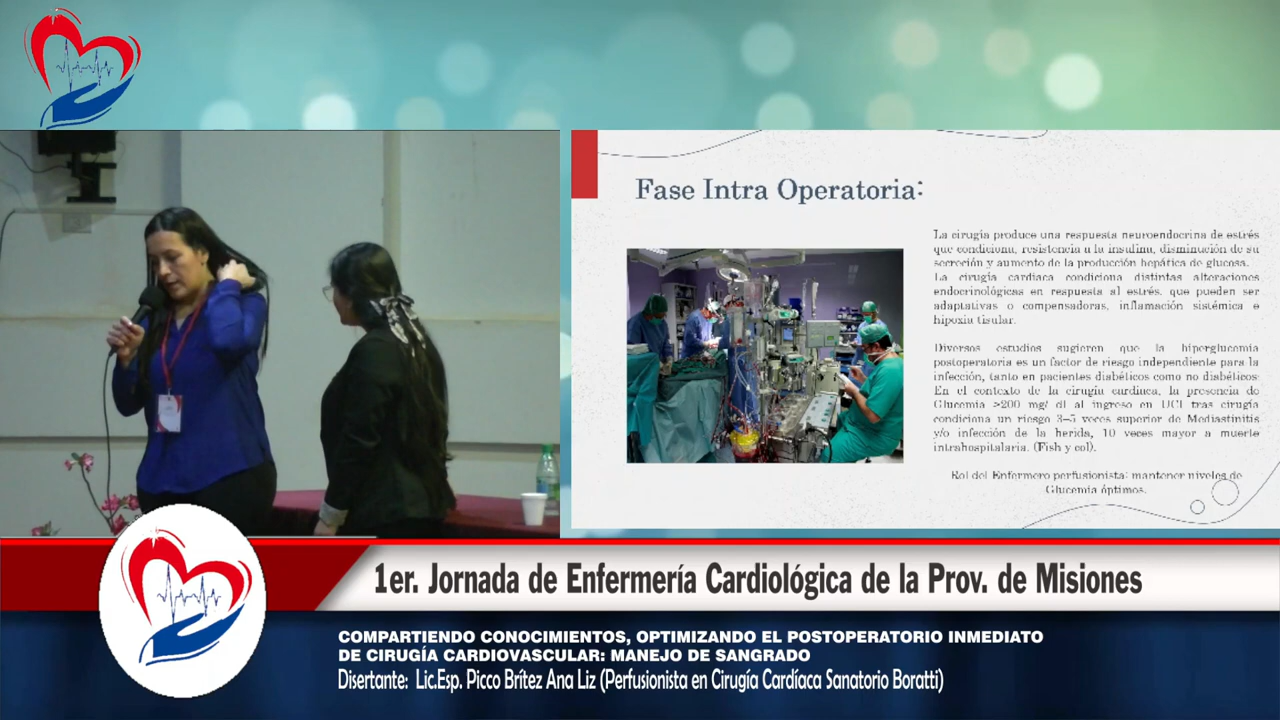 Fase Intra Operatoria:
La cirugía produce una respuesta neuroendocrina de estrés
que condiciona, resistencia a la insulina, disminución de su
secreción y aumento de la producción hepática de glucosa.
La cirugía cardiaca condiciona distintas alteraciones
endocrinológicas en respuesta al estrés, que pueden ser
adaptativas o compensadoras, inflamación sistémica e
hipoxia tisular.
Diversos estudios sugieren que la hiperglucemia
postoperatoria es un factor de riesgo independiente para la
infección, tanto en pacientes diabéticos como no diabéticos.
En el contexto de la cirugía cardíaca, la presencia de
Glucemia >200 mg/ dl al ingreso en UCI tras cirugía
condiciona un riesgo 3–5 veces superior de Mediastinitis
y/o infección de la herida, 10 veces mayor a muerte
intrahospitalaria. (Fish y col).
Rol del Enfermero perfusionista: mantener niveles de
Glucemia óptimos.
1er. Jornada de Enfermería Cardiológica de la Prov. de Misiones
COMPARTIENDO CONOCIMIENTOS, OPTIMIZANDO EL POSTOPERATORIO INMEDIATO
DE CIRUGÍA CARDIOVASCULAR: MANEJO DE SANGRADO
Disertante: Lic.Esp. Picco Brítez Ana Liz (Perfusionista en Cirugía Cardíaca Sanatorio Boratti)